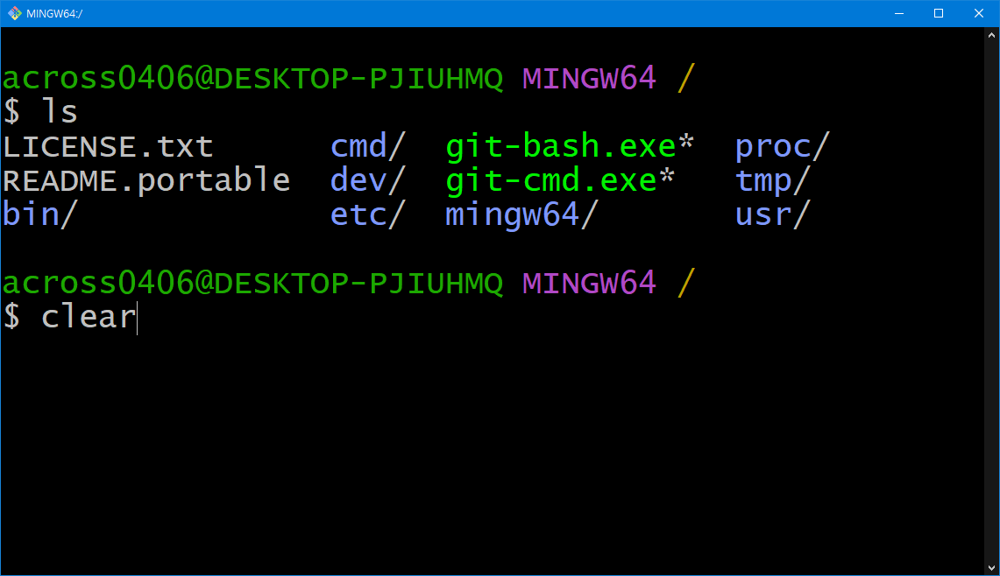 MINGW64:/
across0406@DESKTOP-PJIUHMQ MINGW64 /
$ ls
LICENSE.txt cmd/ git-bash.exe* proc/
README.portable dev/ git-cmd.exe* tmp/
bin/ etc/ mingw64/ usr/
across0406@DESKTOP-PJIUHMQ MINGW64 /
$ clear